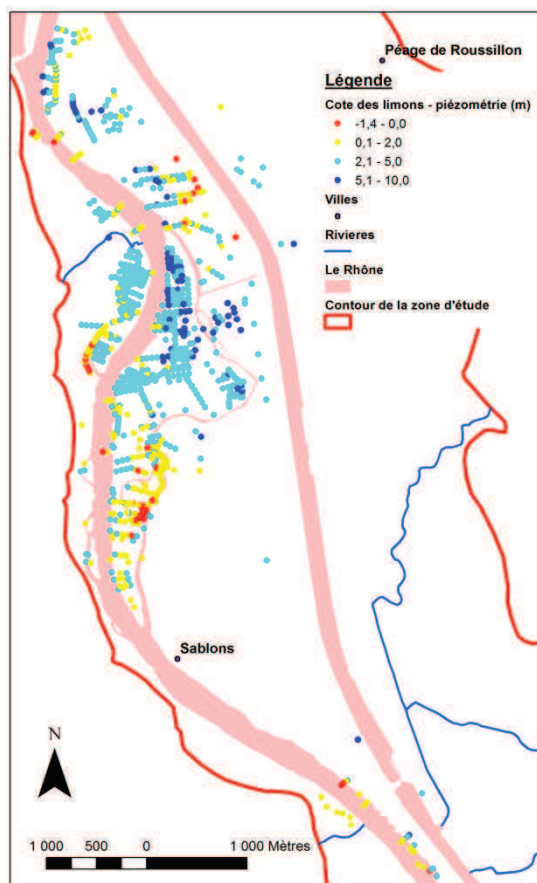 Péage de Roussillon
Légende
Cote des limons - piézométrie (m)
-1,4 - 0,0
0,1 - 2,0
2,1 - 5,0
5,1 - 10,0
Villes
Rivieres
Le Rhône
Contour de la zone d'étude
Sablons
N
1 000 500 0 1 000 Mètres